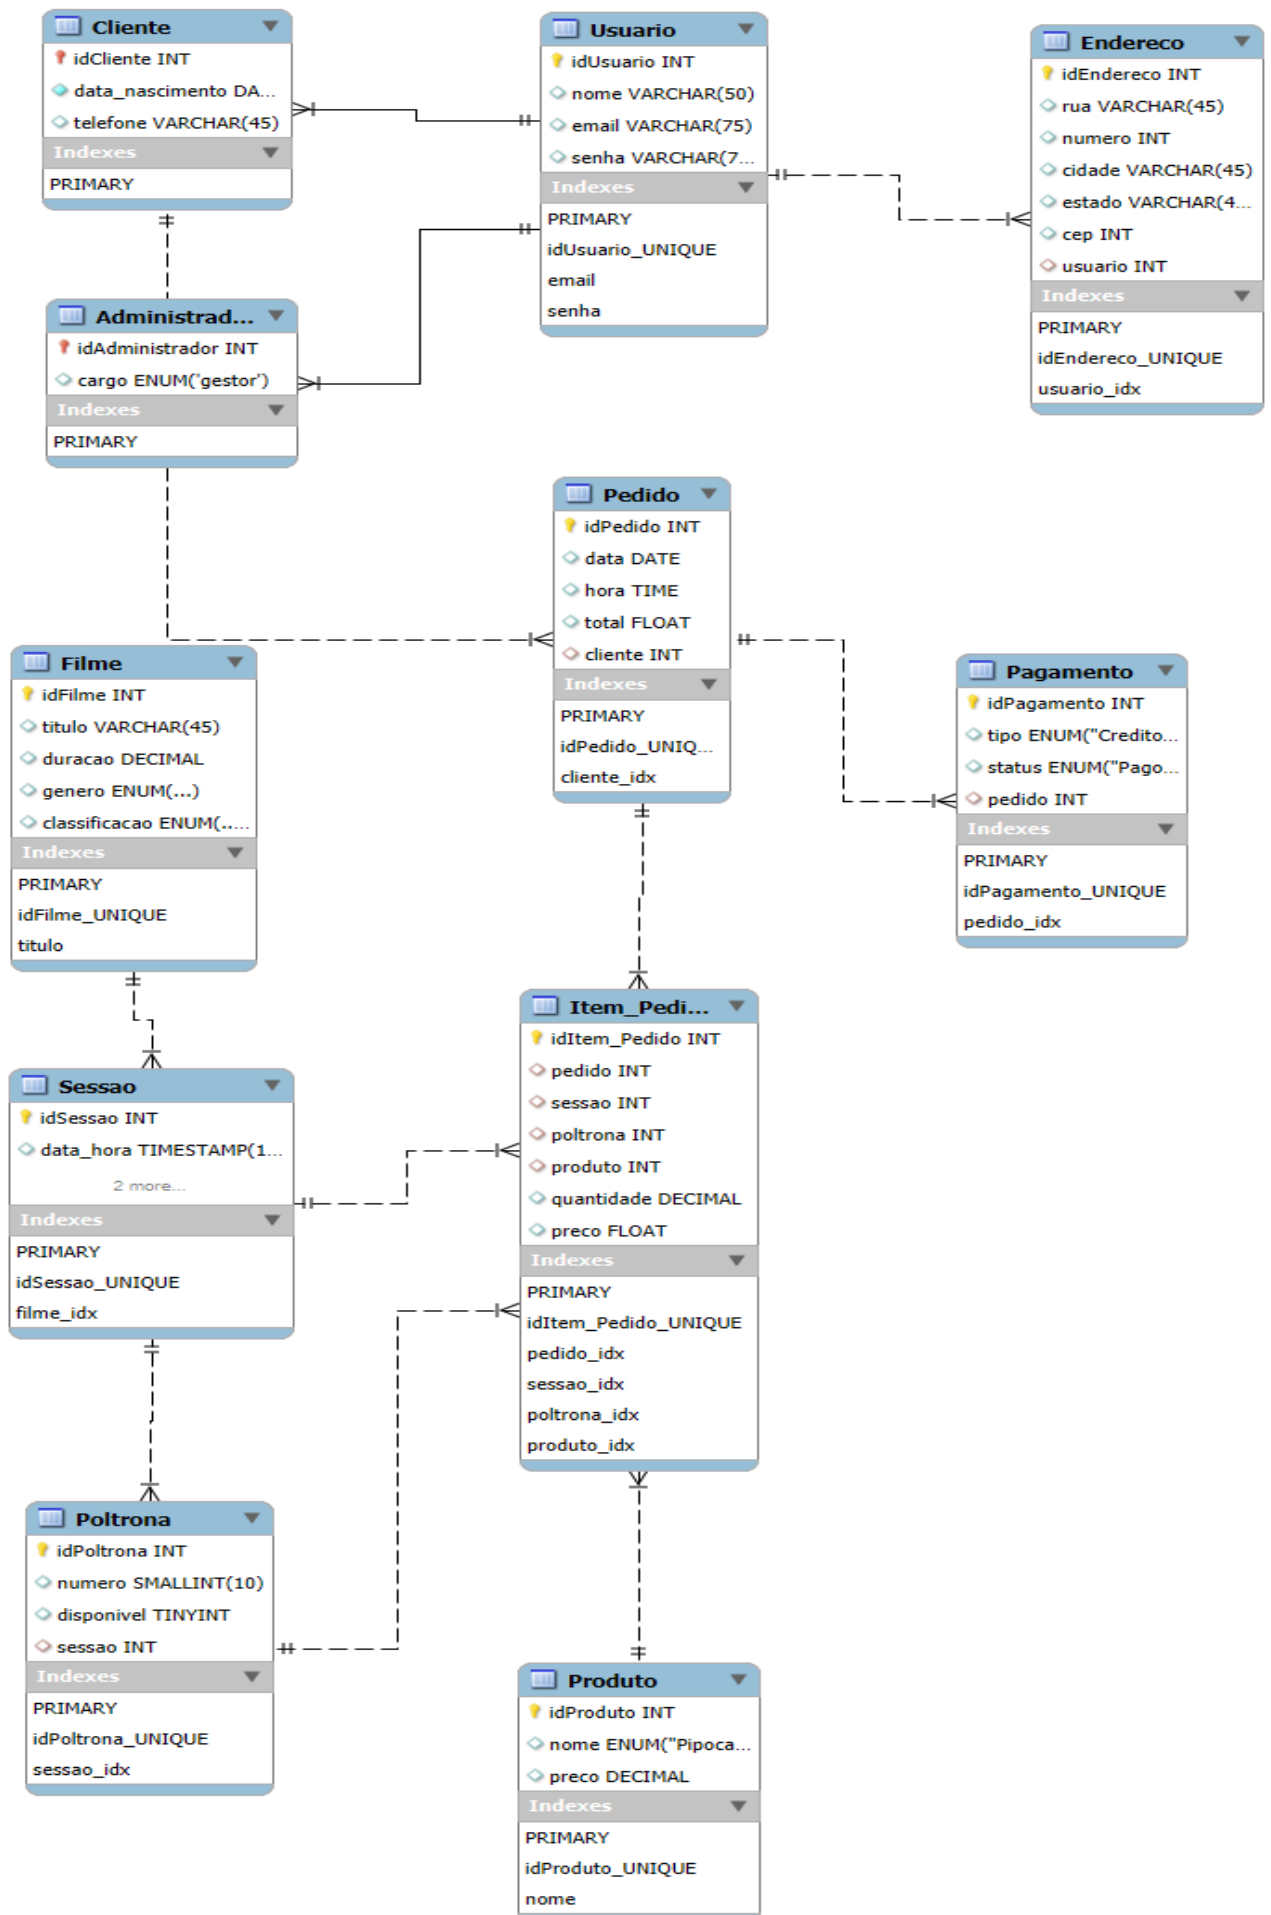 Cliente
idCliente INT
data_nascimento DA...
telefone VARCHAR(45)
Indexes
PRIMARY
Usuario
idUsuario INT
nome VARCHAR(50)
email VARCHAR(75)
senha VARCHAR(7...
Indexes
PRIMARY
idUsuario_UNIQUE
email
senha
Endereco
idEndereco INT
rua VARCHAR(45)
numero INT
cidade VARCHAR(45)
estado VARCHAR(4...
cep INT
usuario INT
Indexes
PRIMARY
idEndereco_UNIQUE
usuario_idx
Administrad...
idAdministrador INT
cargo ENUM('gestor')
Indexes
PRIMARY
Pedido
idPedido INT
data DATE
hora TIME
total FLOAT
cliente INT
Indexes
PRIMARY
idPedido_UNIQ...
cliente_idx
Filme
idFilme INT
titulo VARCHAR(45)
duracao DECIMAL
genero ENUM(...)
classificacao ENUM(.....
Indexes
PRIMARY
idFilme_UNIQUE
titulo
Pagamento
idPagamento INT
tipo ENUM("Credito...
status ENUM("Pago...
pedido INT
Indexes
PRIMARY
idPagamento_UNIQUE
pedido_idx
Item_Pedi...
idItem_Pedido INT
pedido INT
sessao INT
poltrona INT
produto INT
quantidade DECIMAL
preco FLOAT
Indexes
PRIMARY
idItem_Pedido_UNIQUE
pedido_idx
sessao_idx
poltrona_idx
produto_idx
Sessao
idSessao INT
data_hora TIMESTAMP(1...
2 more...
Indexes
PRIMARY
idSessao_UNIQUE
filme_idx
Poltrona
idPoltrona INT
numero SMALLINT(10)
disponivel TINYINT
sessao INT
Indexes
PRIMARY
idPoltrona_UNIQUE
sessao_idx
Produto
idProduto INT
nome ENUM("Pipoca...
preco DECIMAL
Indexes
PRIMARY
idProduto_UNIQUE
nome